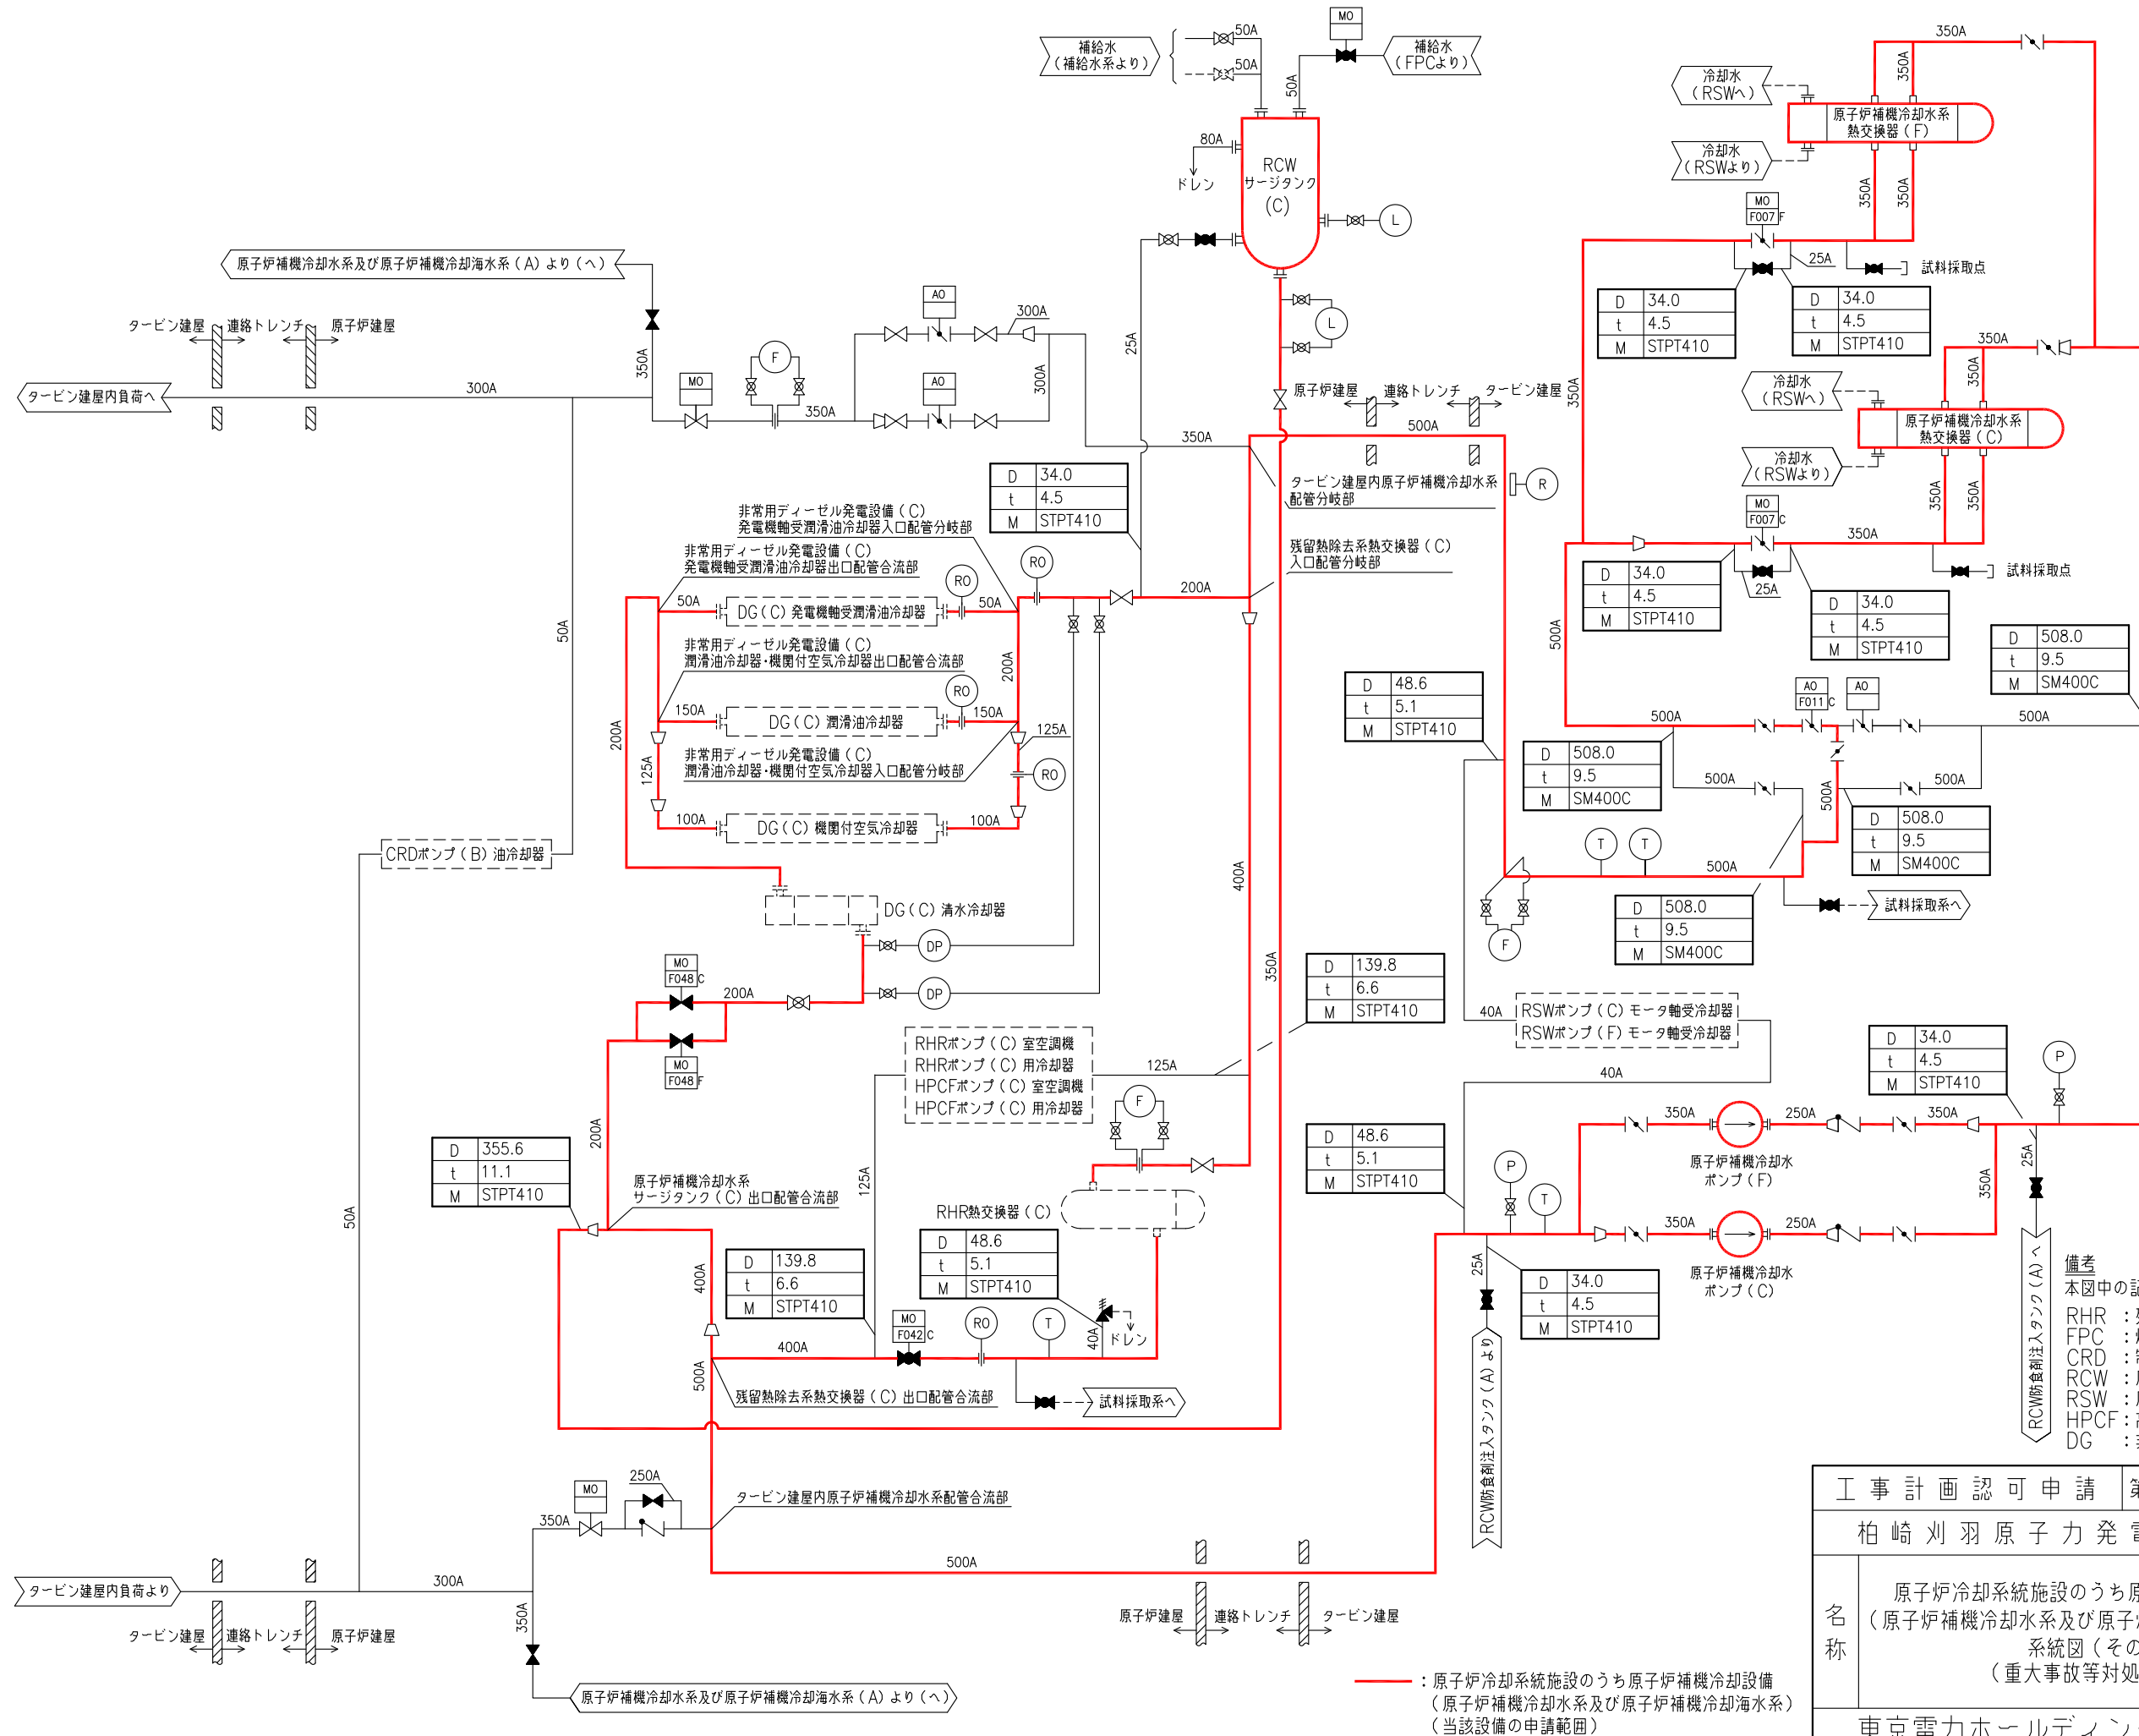 補給水
(補給水系より)
50A
50A
50A
MO
補給水
(FPCより)
80A
ドレン
RCW
サージタンク
(C)
L
L
25A
350A
350A
冷却水
(RSWへ)
原子炉補機冷却水系
熱交換器(F)
冷却水
(RSWより)
350A
350A
MO
F007 F
25A
試料採取点
D 34.0
t 4.5
M STPT410
D 34.0
t 4.5
M STPT410
350A
350A
350A
冷却水
(RSWへ)
原子炉補機冷却水系
熱交換器(C)
冷却水
(RSWより)
350A
350A
MO
F007 C
350A
25A
試料採取点
D 34.0
t 4.5
M STPT410
D 34.0
t 4.5
M STPT410
原子炉補機冷却水系及び原子炉補機冷却海水系(A)より(へ)
タービン建屋
連絡トレンチ
原子炉建屋
タービン建屋内負荷へ
300A
350A
MO
F
350A
AO
AO
300A
300A
350A
原子炉建屋
連絡トレンチ
タービン建屋
500A
タービン建屋内原子炉補機冷却水系
配管分岐部
R
D 34.0
t 4.5
M STPT410
非常用ディーゼル発電設備(C)
発電機軸受潤滑油冷却器入口配管分岐部
非常用ディーゼル発電設備(C)
発電機軸受潤滑油冷却器出口配管合流部
RO
RO
残留熱除去系熱交換器(C)
入口配管分岐部
50A
DG(C)発電機軸受潤滑油冷却器
50A
200A
非常用ディーゼル発電設備(C)
潤滑油冷却器・機関付空気冷却器出口配管合流部
200A
RO
150A
DG(C)潤滑油冷却器
150A
200A
125A
125A
非常用ディーゼル発電設備(C)
潤滑油冷却器・機関付空気冷却器入口配管分岐部
RO
100A
DG(C)機関付空気冷却器
100A
50A
CRDポンプ(B)油冷却器
DG(C)清水冷却器
DP
DP
MO
F048 C
200A
MO
F048 F
200A
400A
350A
D 48.6
t 5.1
M STPT410
500A
D 508.0
t 9.5
M SM400C
500A
AO
F011 C
AO
500A
D 508.0
t 9.5
M SM400C
500A
500A
500A
D 508.0
t 9.5
M SM400C
T
T
500A
D 508.0
t 9.5
M SM400C
試料採取系へ
F
D 139.8
t 6.6
M STPT410
40A
RSWポンプ(C)モータ軸受冷却器
RSWポンプ(F)モータ軸受冷却器
40A
RHRポンプ(C)室空調機
RHRポンプ(C)用冷却器
HPCFポンプ(C)室空調機
HPCFポンプ(C)用冷却器
125A
125A
F
RHR熱交換器(C)
D 355.6
t 11.1
M STPT410
原子炉補機冷却水系
サージタンク(C)出口配管合流部
50A
D 139.8
t 6.6
M STPT410
D 48.6
t 5.1
M STPT410
400A
MO
F042 C
RO
T
40A
ドレン
400A
500A
残留熱除去系熱交換器(C)出口配管合流部
試料採取系へ
D 48.6
t 5.1
M STPT410
P
T
D 34.0
t 4.5
M STPT410
P
350A
250A
350A
原子炉補機冷却水
ポンプ(F)
350A
250A
350A
原子炉補機冷却水
ポンプ(C)
25A
25A
D 34.0
t 4.5
M STPT410
RCW防食剤注入タンク(A)より
RCW防食剤注入タンク(A)へ
備考
本図中の
RHR :
FPC :
CRD :
RCW :
RSW :
HPCF :
DG :
MO
250A
350A
タービン建屋内原子炉補機冷却水系配管合流部
500A
タービン建屋内負荷より
300A
350A
タービン建屋
連絡トレンチ
原子炉建屋
原子炉建屋
連絡トレンチ
タービン建屋
原子炉補機冷却水系及び原子炉補機冷却海水系(A)より(へ)
:原子炉冷却系統施設のうち原子炉補機冷却設備
(原子炉補機冷却水系及び原子炉補機冷却海水系)
(当該設備の申請範囲)
工事計画認可申請
柏崎刈羽原子力発
名称
原子炉冷却系統施設のうち
(原子炉補機冷却水系及び原子
系統図(その
(重大事故等対処
東京電力ホールディン